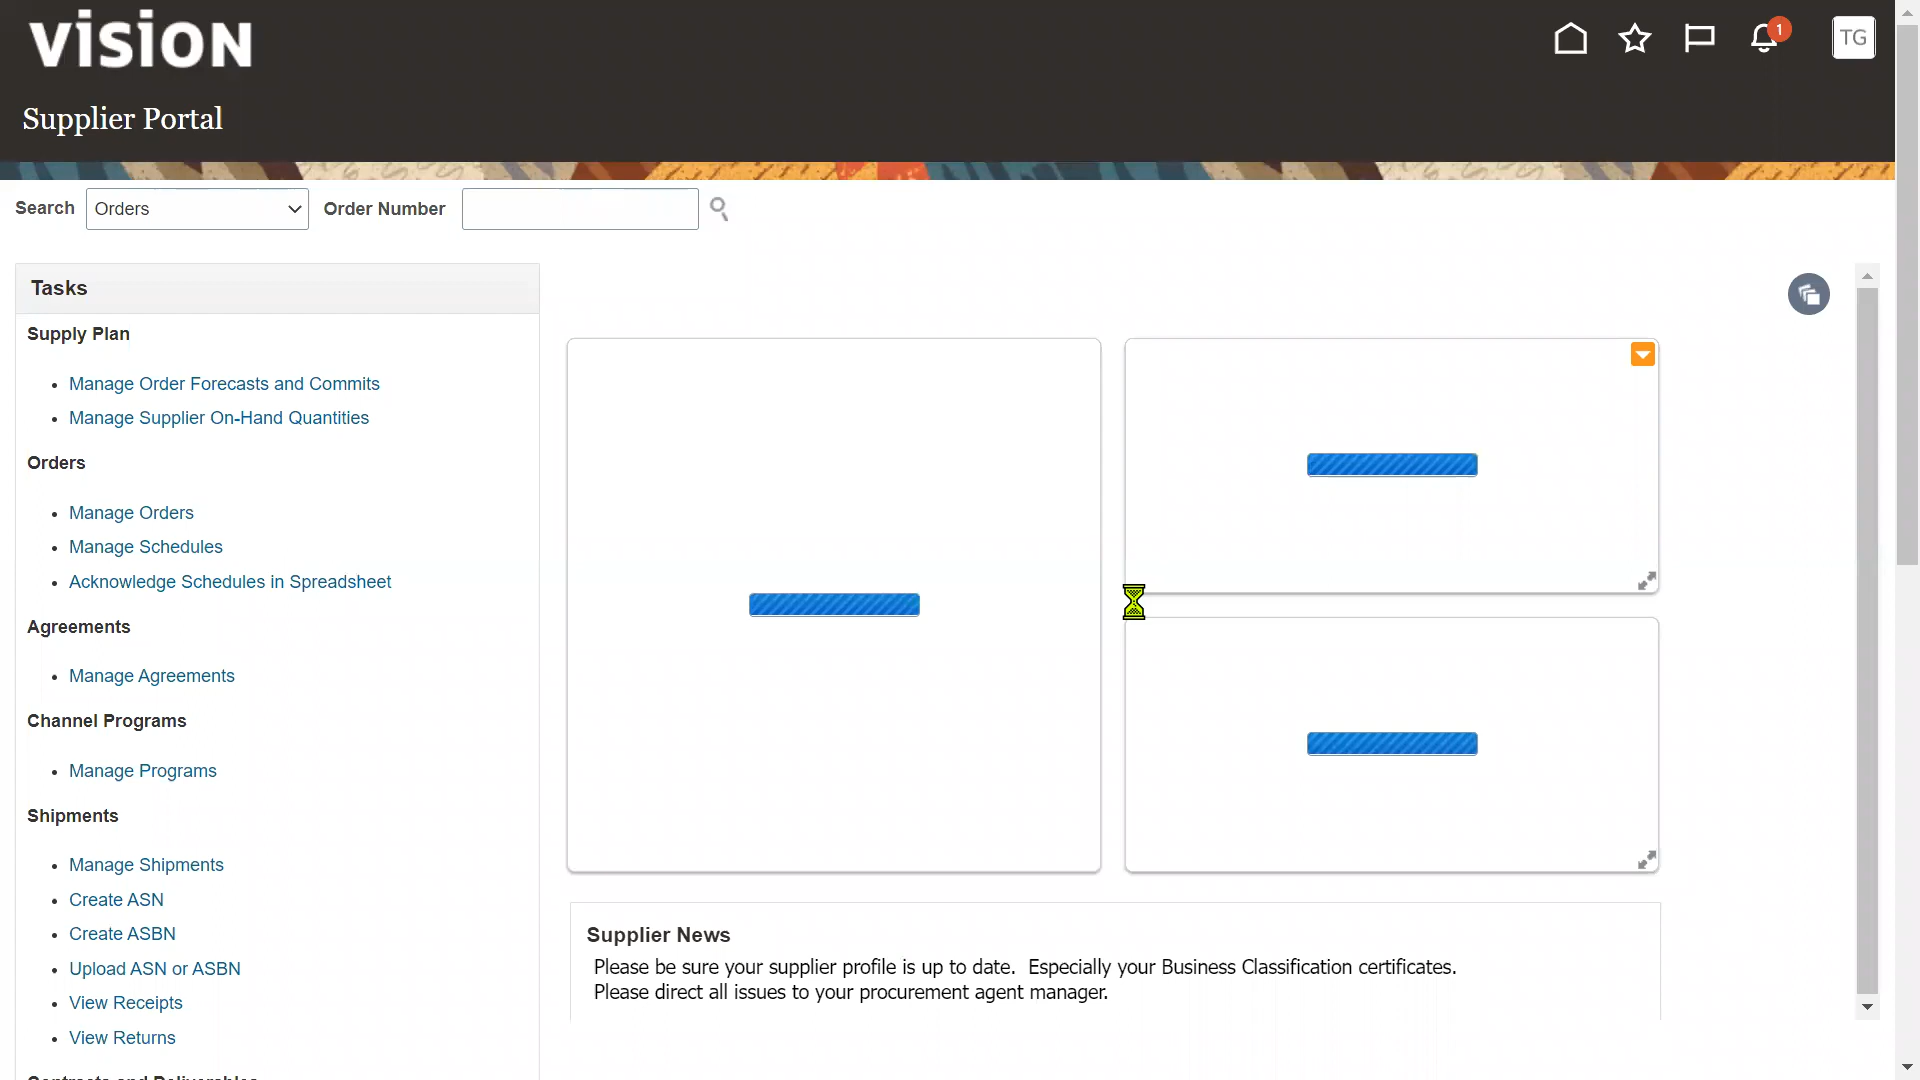 vision
1
TG
Supplier Portal
Search Orders Order Number
Tasks
Supply Plan
Manage Order Forecasts and Commits
Manage Supplier On-Hand Quantities
Orders
Manage Orders
Manage Schedules
Acknowledge Schedules in Spreadsheet
Agreements
Manage Agreements
Channel Programs
Manage Programs
Shipments
Manage Shipments
Create ASN
Create ASBN
Upload ASN or ASBN
View Receipts
View Returns
Contracts and Deliverables
Supplier News
Please be sure your supplier profile is up to date.  Especially your Business Classification certificates.
Please direct all issues to your procurement agent manager.